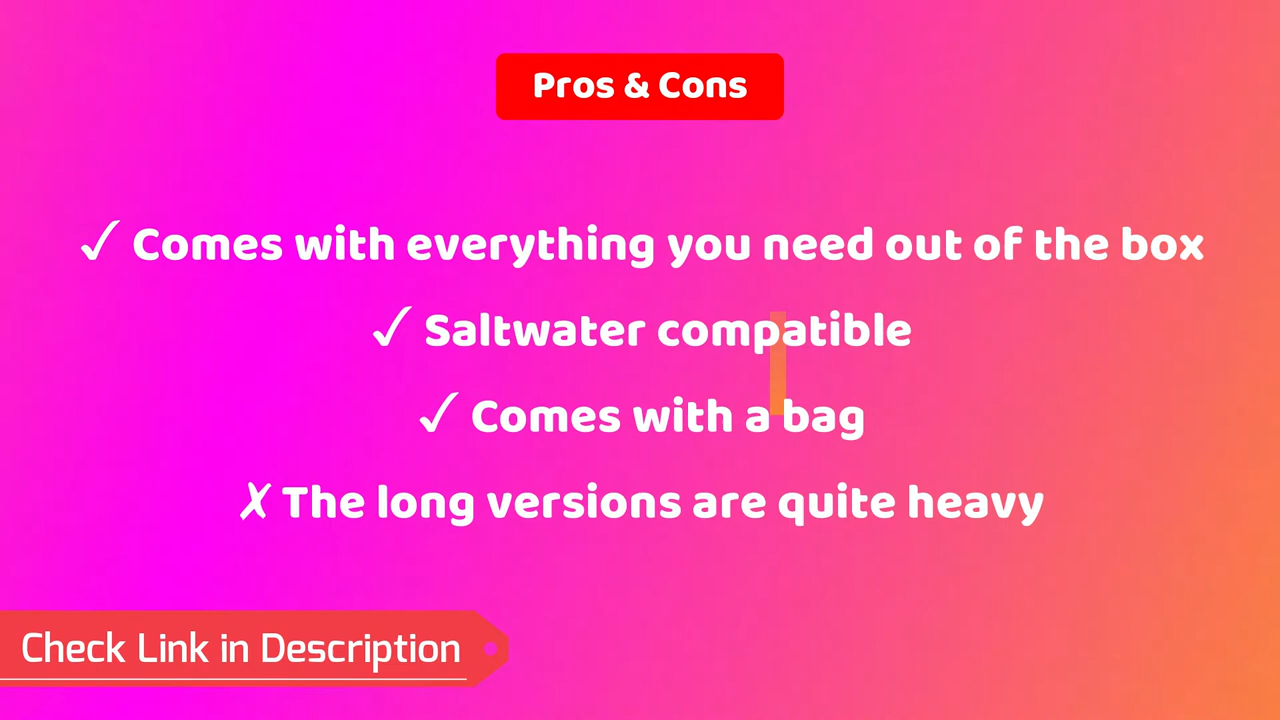 Pros & Cons
✓ Comes with everything you need out of the box
✓ Saltwater compatible
✓ Comes with a bag
✗ The long versions are quite heavy
Check Link in Description